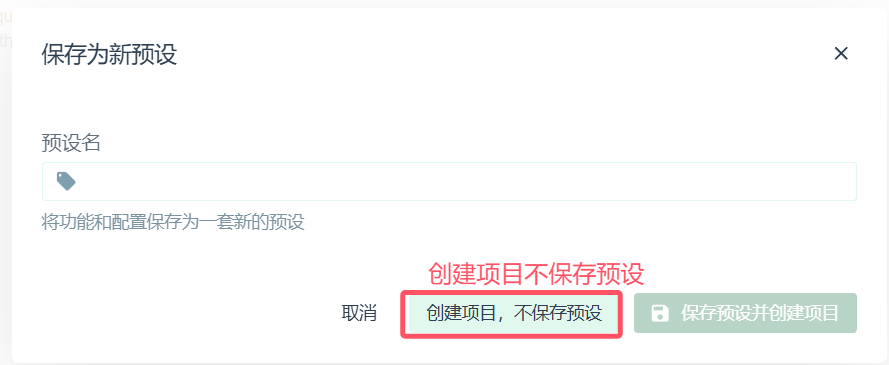 保存为新预设
预设名
将功能和配置保存为一套新的预设
创建项目不保存预设
取消
创建项目，不保存预设
保存预设并创建项目